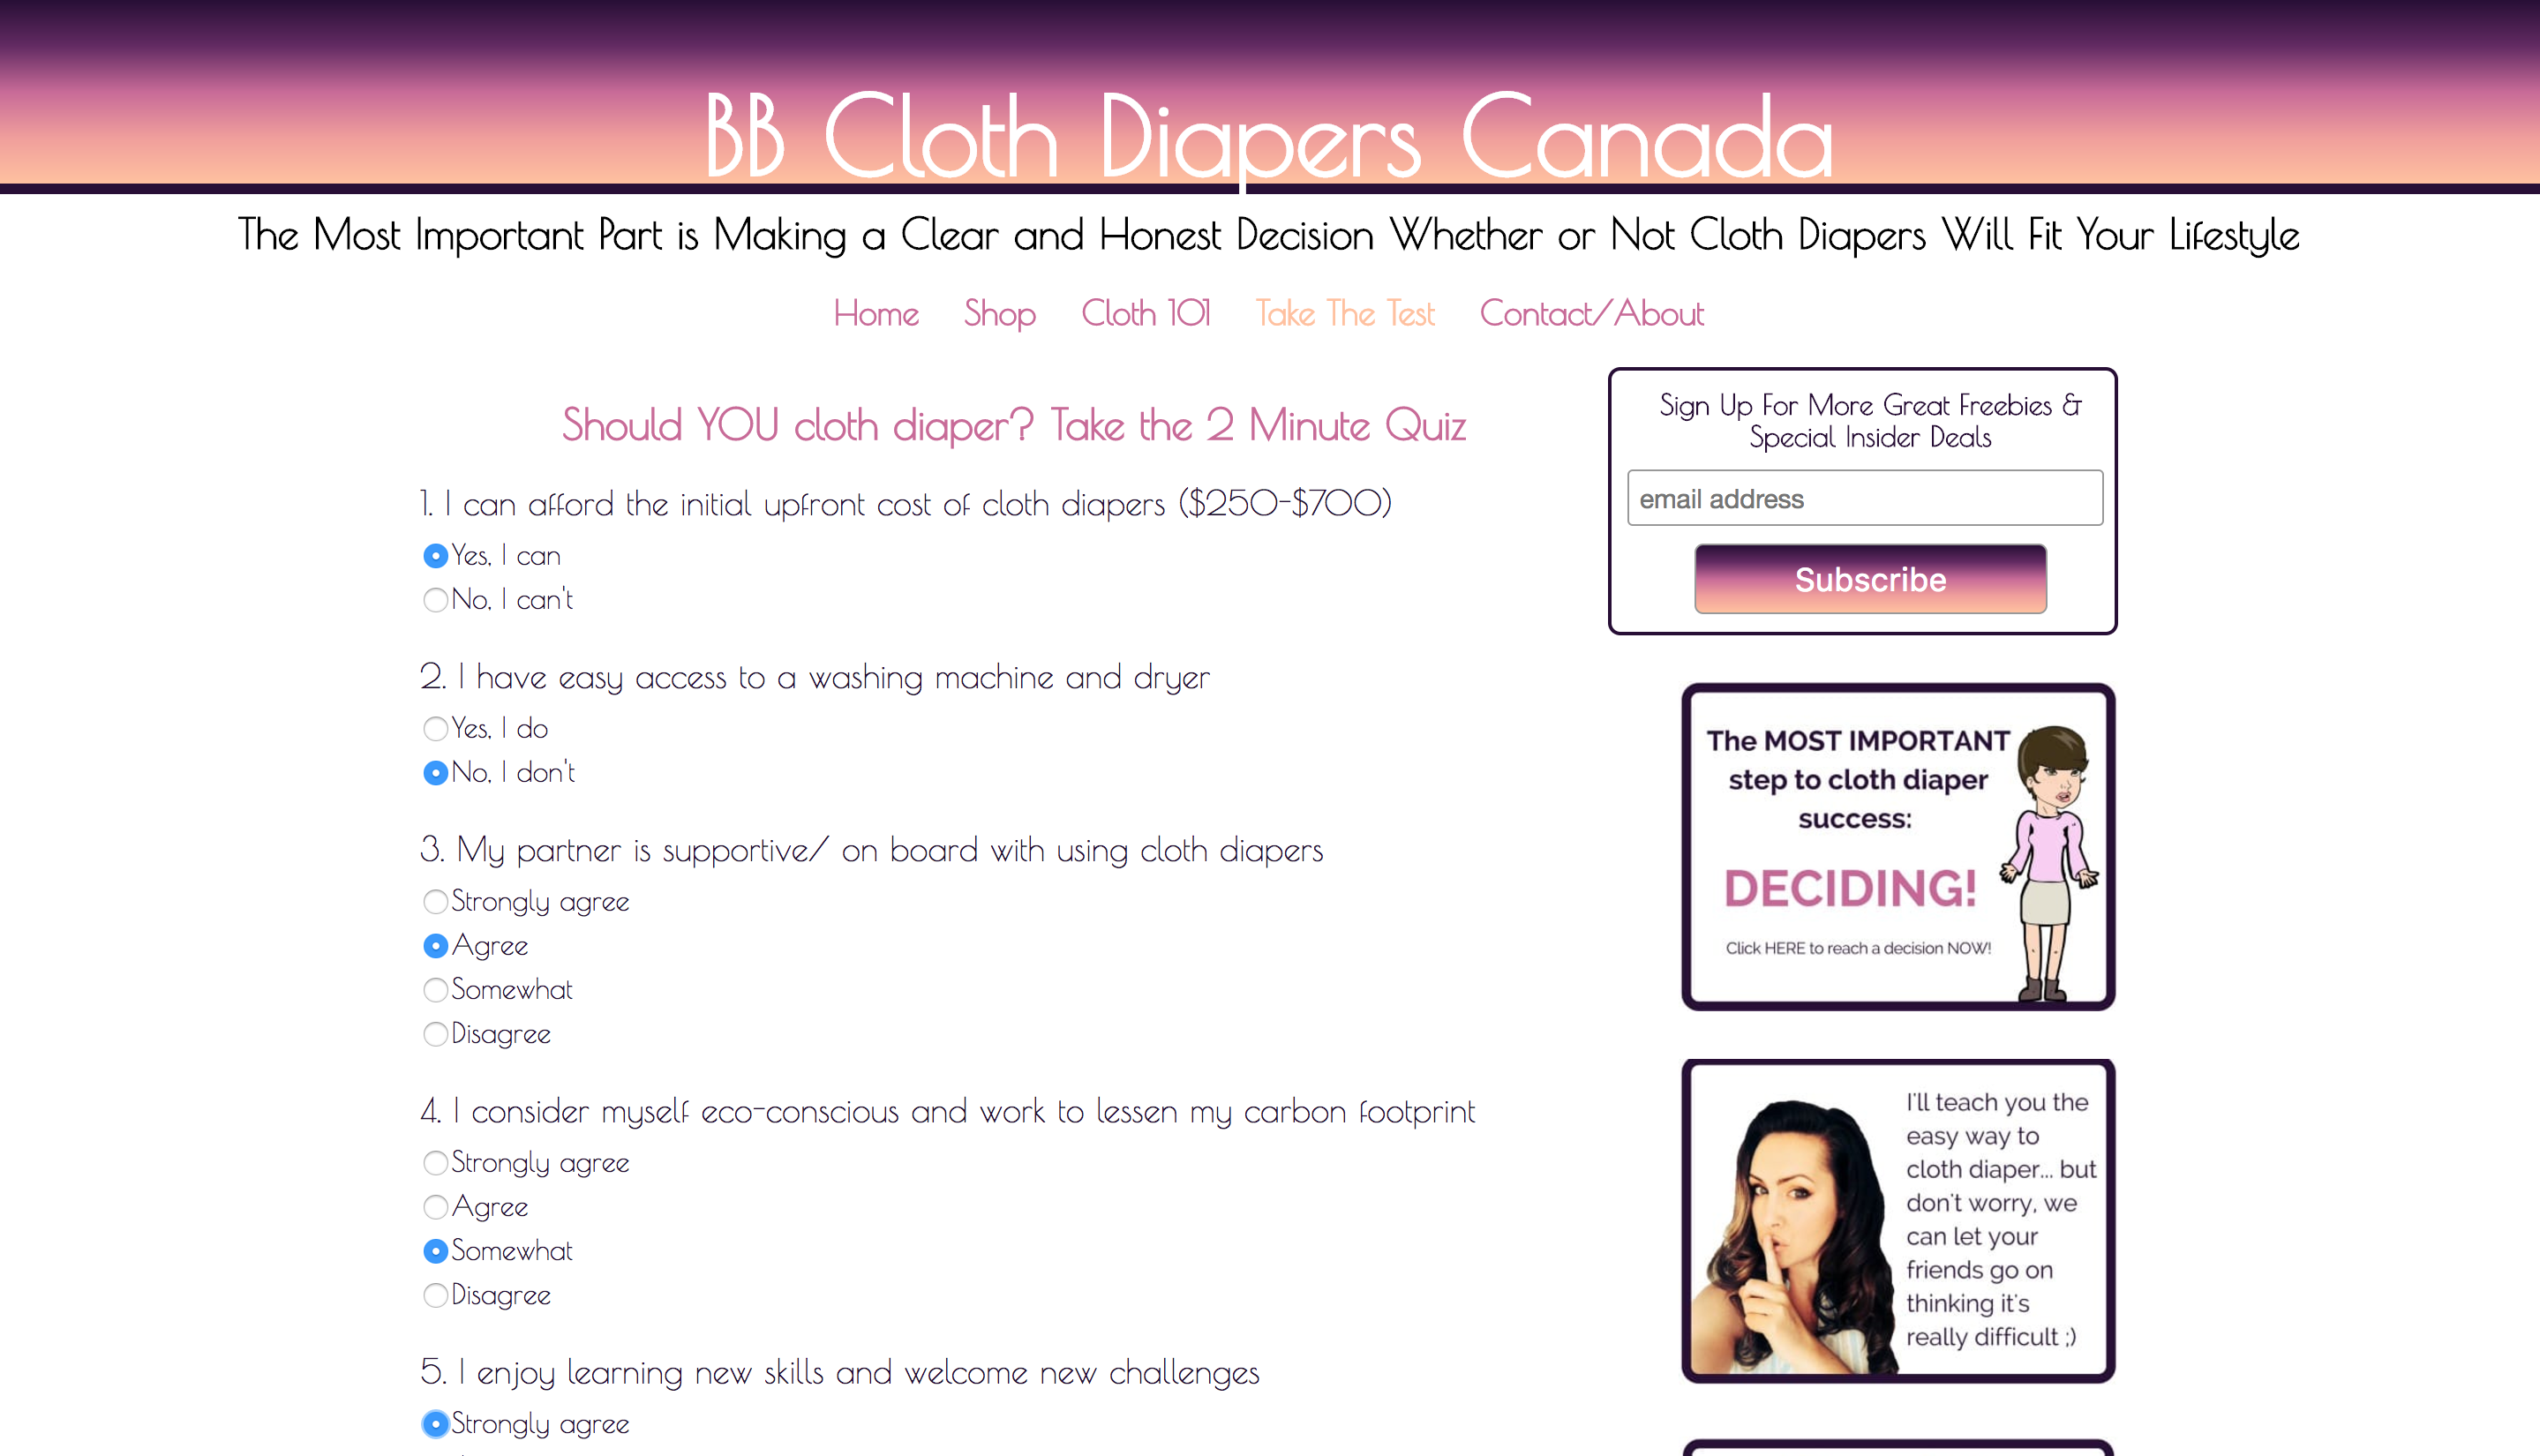 BB Cloth Diapers Canada
The Most Important Part is Making a Clear and Honest Decision Whether or Not Cloth Diapers Will Fit Your Lifestyle
Home Shop Cloth 101 Take The Test Contact/About
Should YOU cloth diaper? Take the 2 Minute Quiz
1. I can afford the initial upfront cost of cloth diapers ($250-$700)
Yes, I can
No, I can't
2. I have easy access to a washing machine and dryer
Yes, I do
No, I don't
3. My partner is supportive/ on board with using cloth diapers
Strongly agree
Agree
Somewhat
Disagree
4. I consider myself eco-conscious and work to lessen my carbon footprint
Strongly agree
Agree
Somewhat
Disagree
5. I enjoy learning new skills and welcome new challenges
Strongly agree
Sign Up For More Great Freebies &
Special Insider Deals
email address
Subscribe
The MOST IMPORTANT
step to cloth diaper
success:
DECIDING!
Click HERE to reach a decision NOW!
I'll teach you the
easy way to
cloth diaper... but
don't worry, we
can let your
friends go on
thinking it's
really difficult ;)